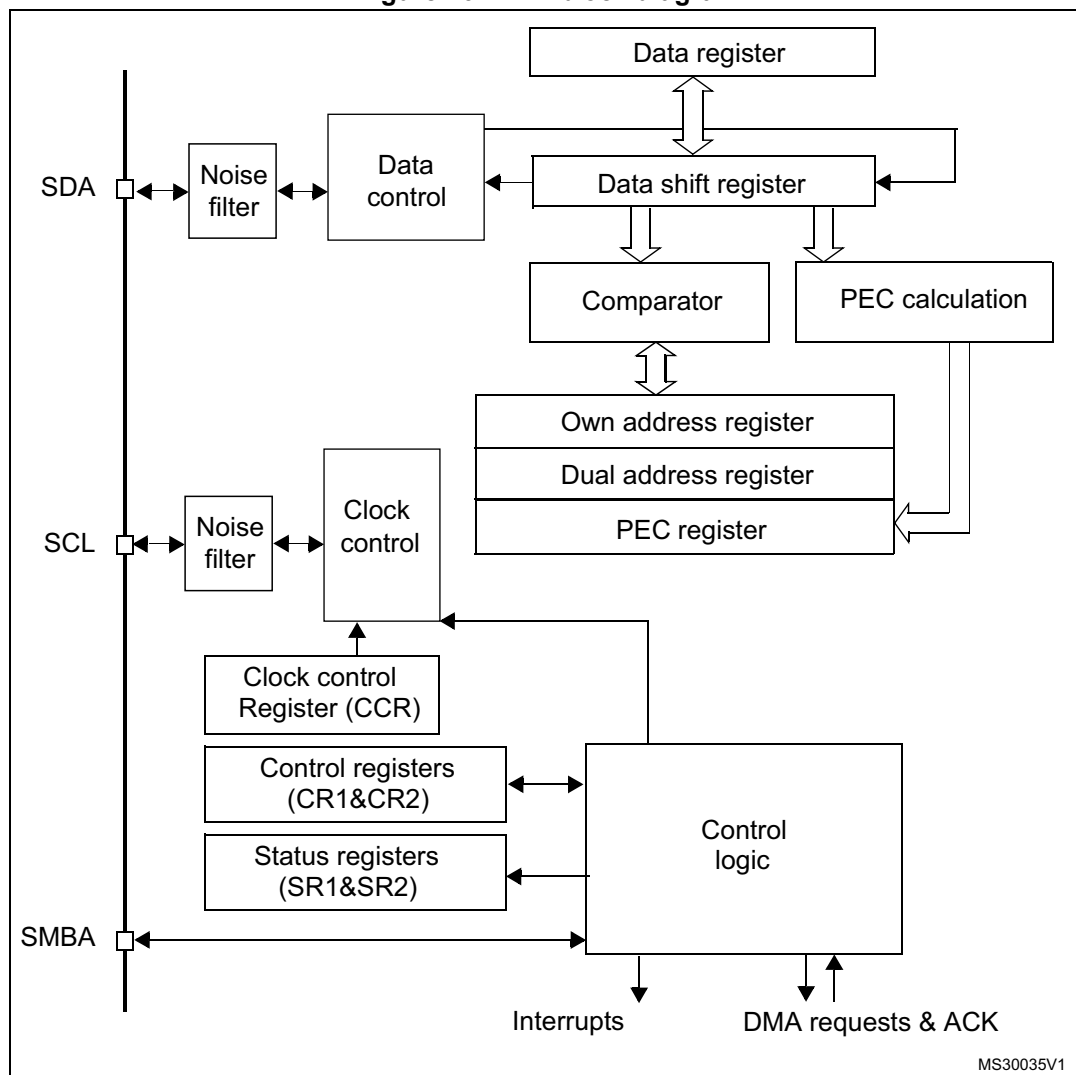 Data register
Data
control
Noise
filter
SDA
Data shift register
Comparator
PEC calculation
Own address register
Dual address register
PEC register
Clock
control
Noise
filter
SCL
Clock control
Register (CCR)
Control registers
(CR1&CR2)
Status registers
(SR1&SR2)
Control
logic
SMBA
Interrupts
DMA requests & ACK
MS30035V1